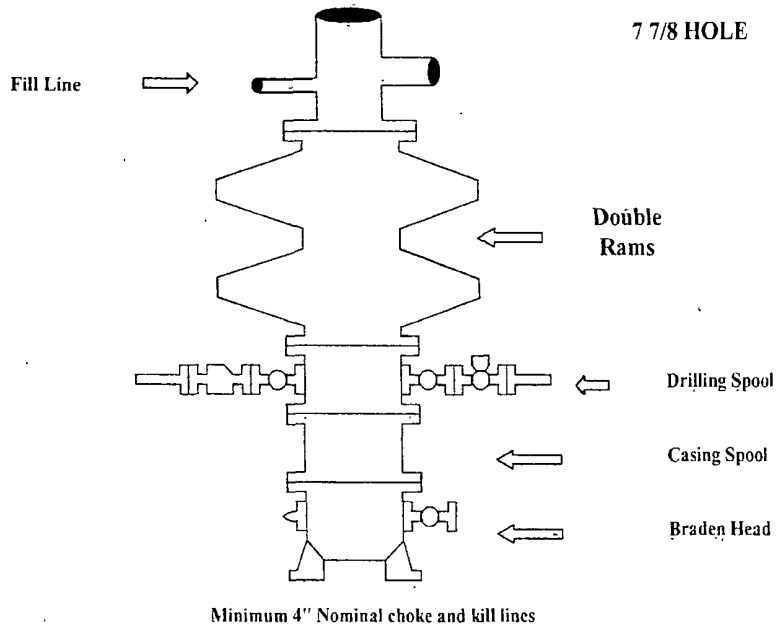 7 7/8 HOLE
Fill Line
Double
Rams
Drilling Spool
Casing Spool
Braden Head
Minimum 4" Nominal choke and kill lines